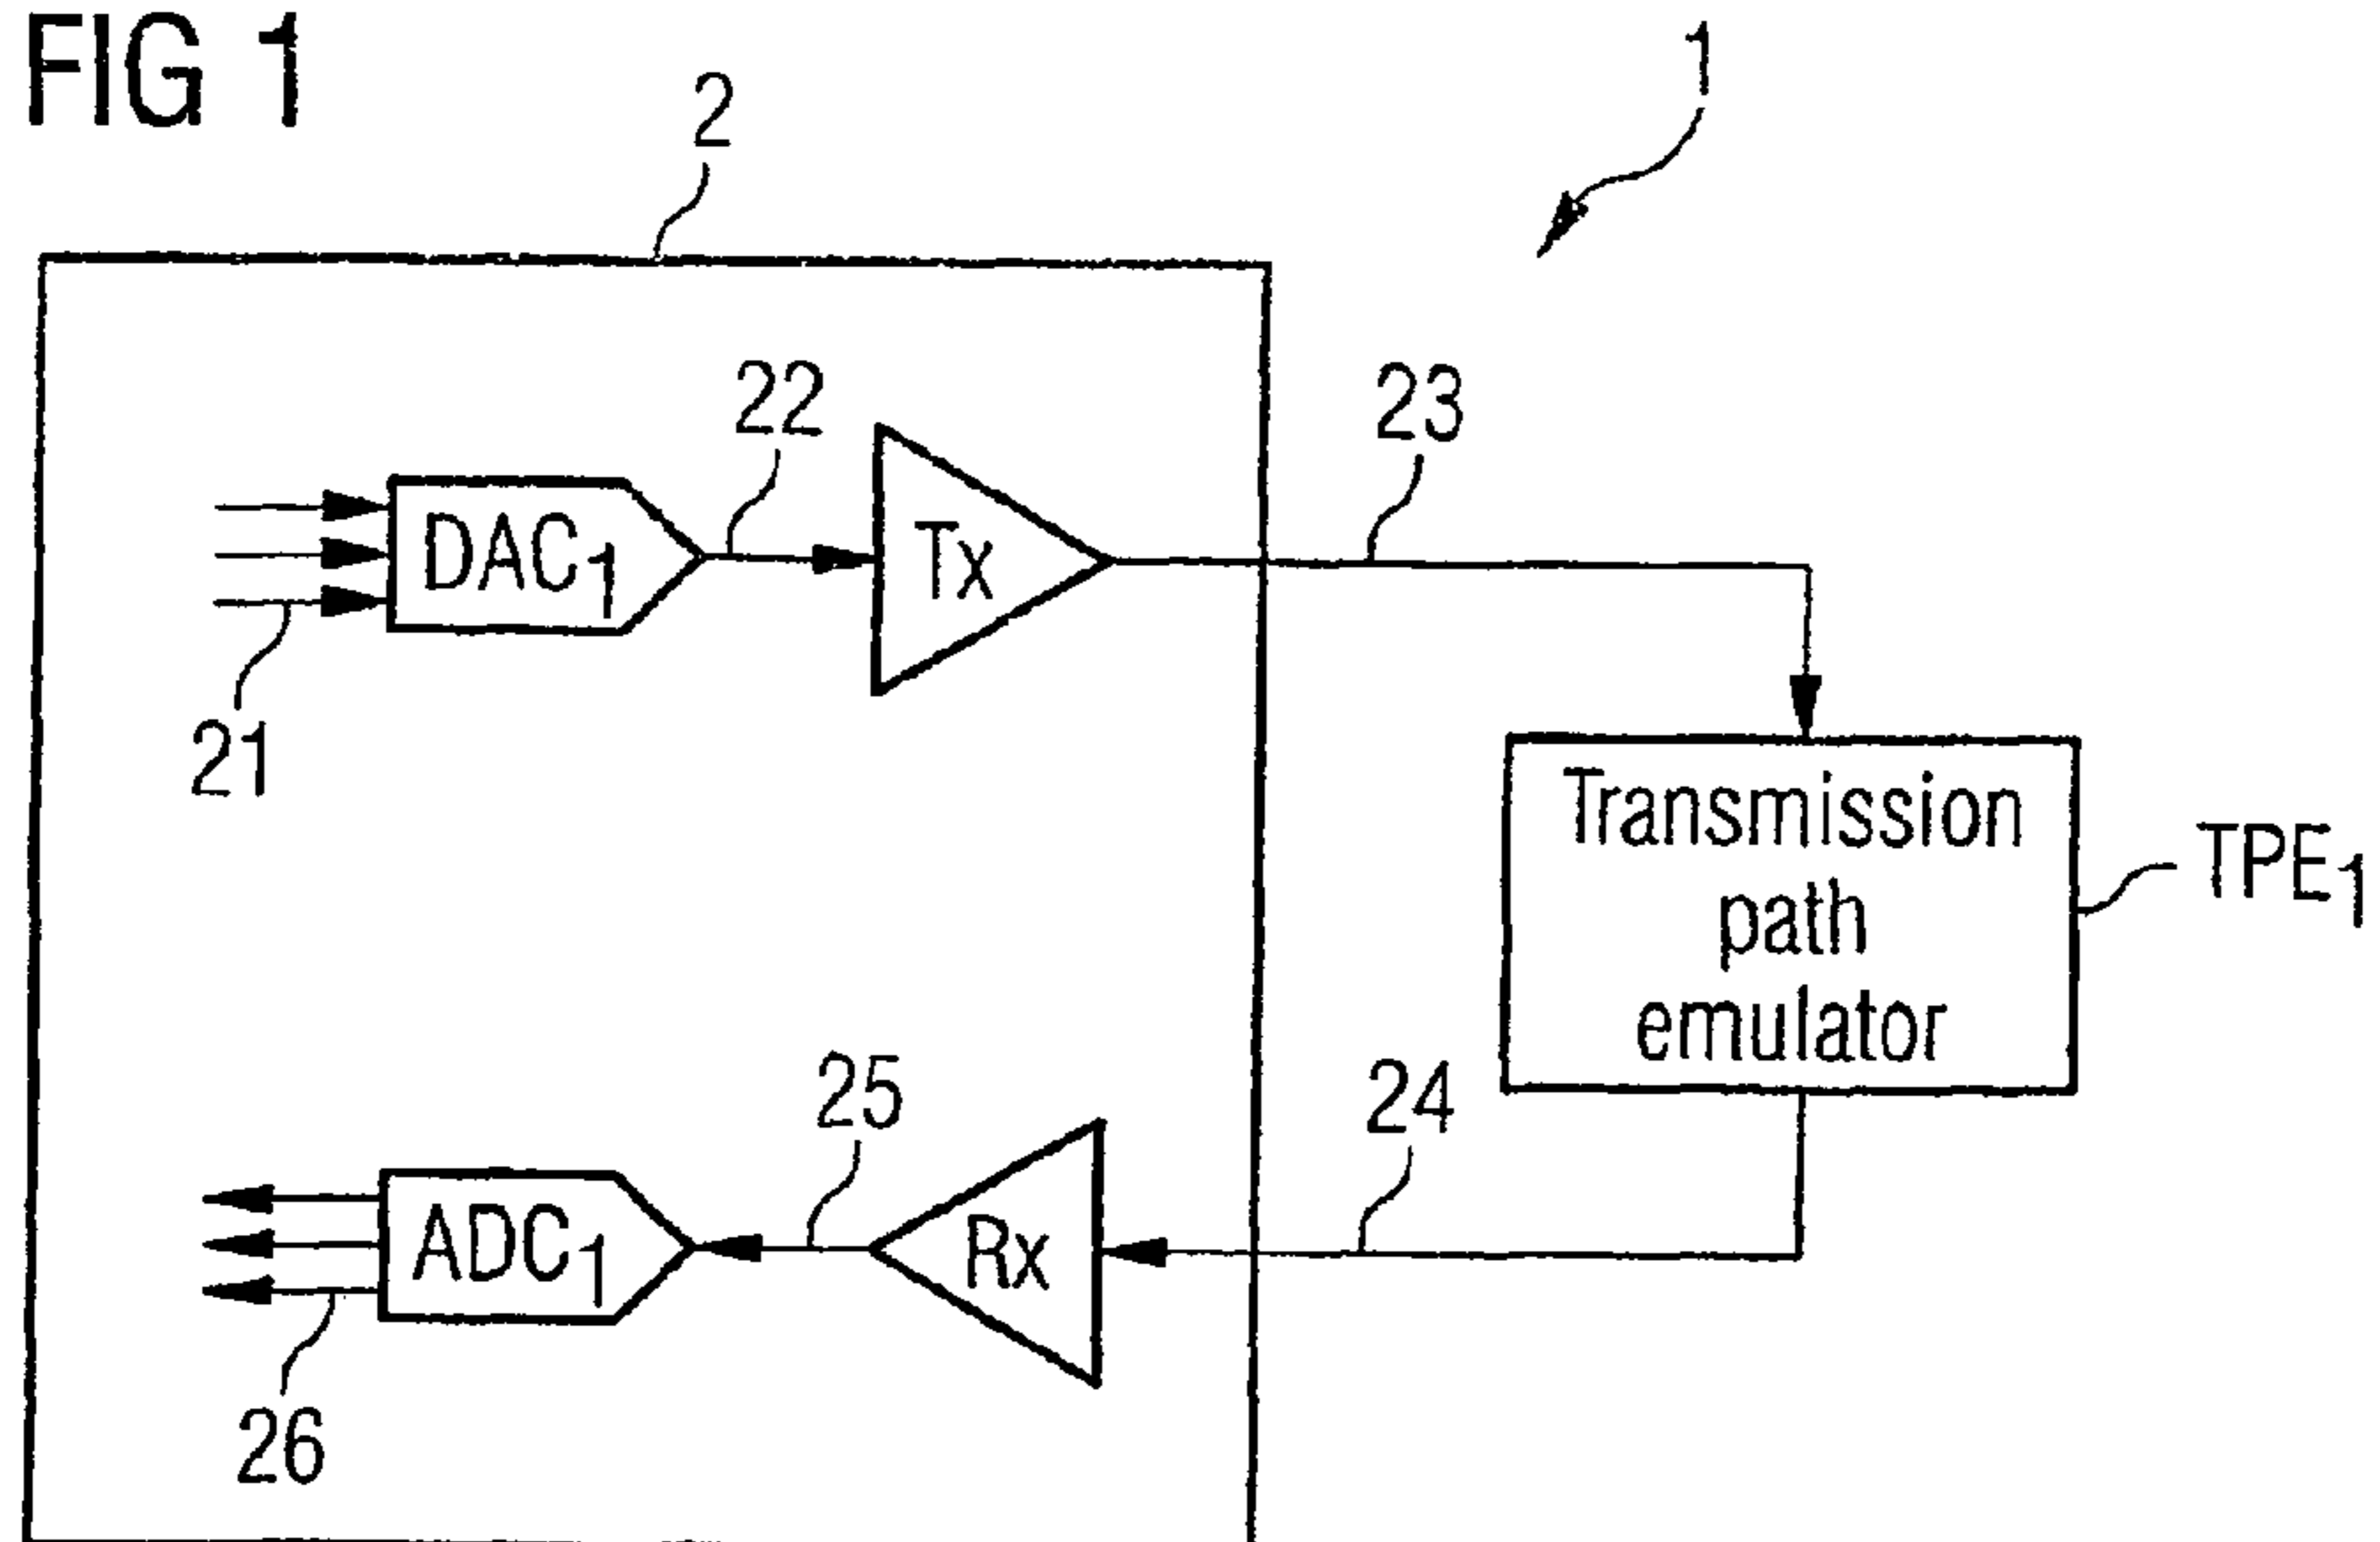 FIG 1
1
2
22
23
DAC1
Tx
21
Transmission
path
emulator
TPE1
25
24
ADC1
Rx
26